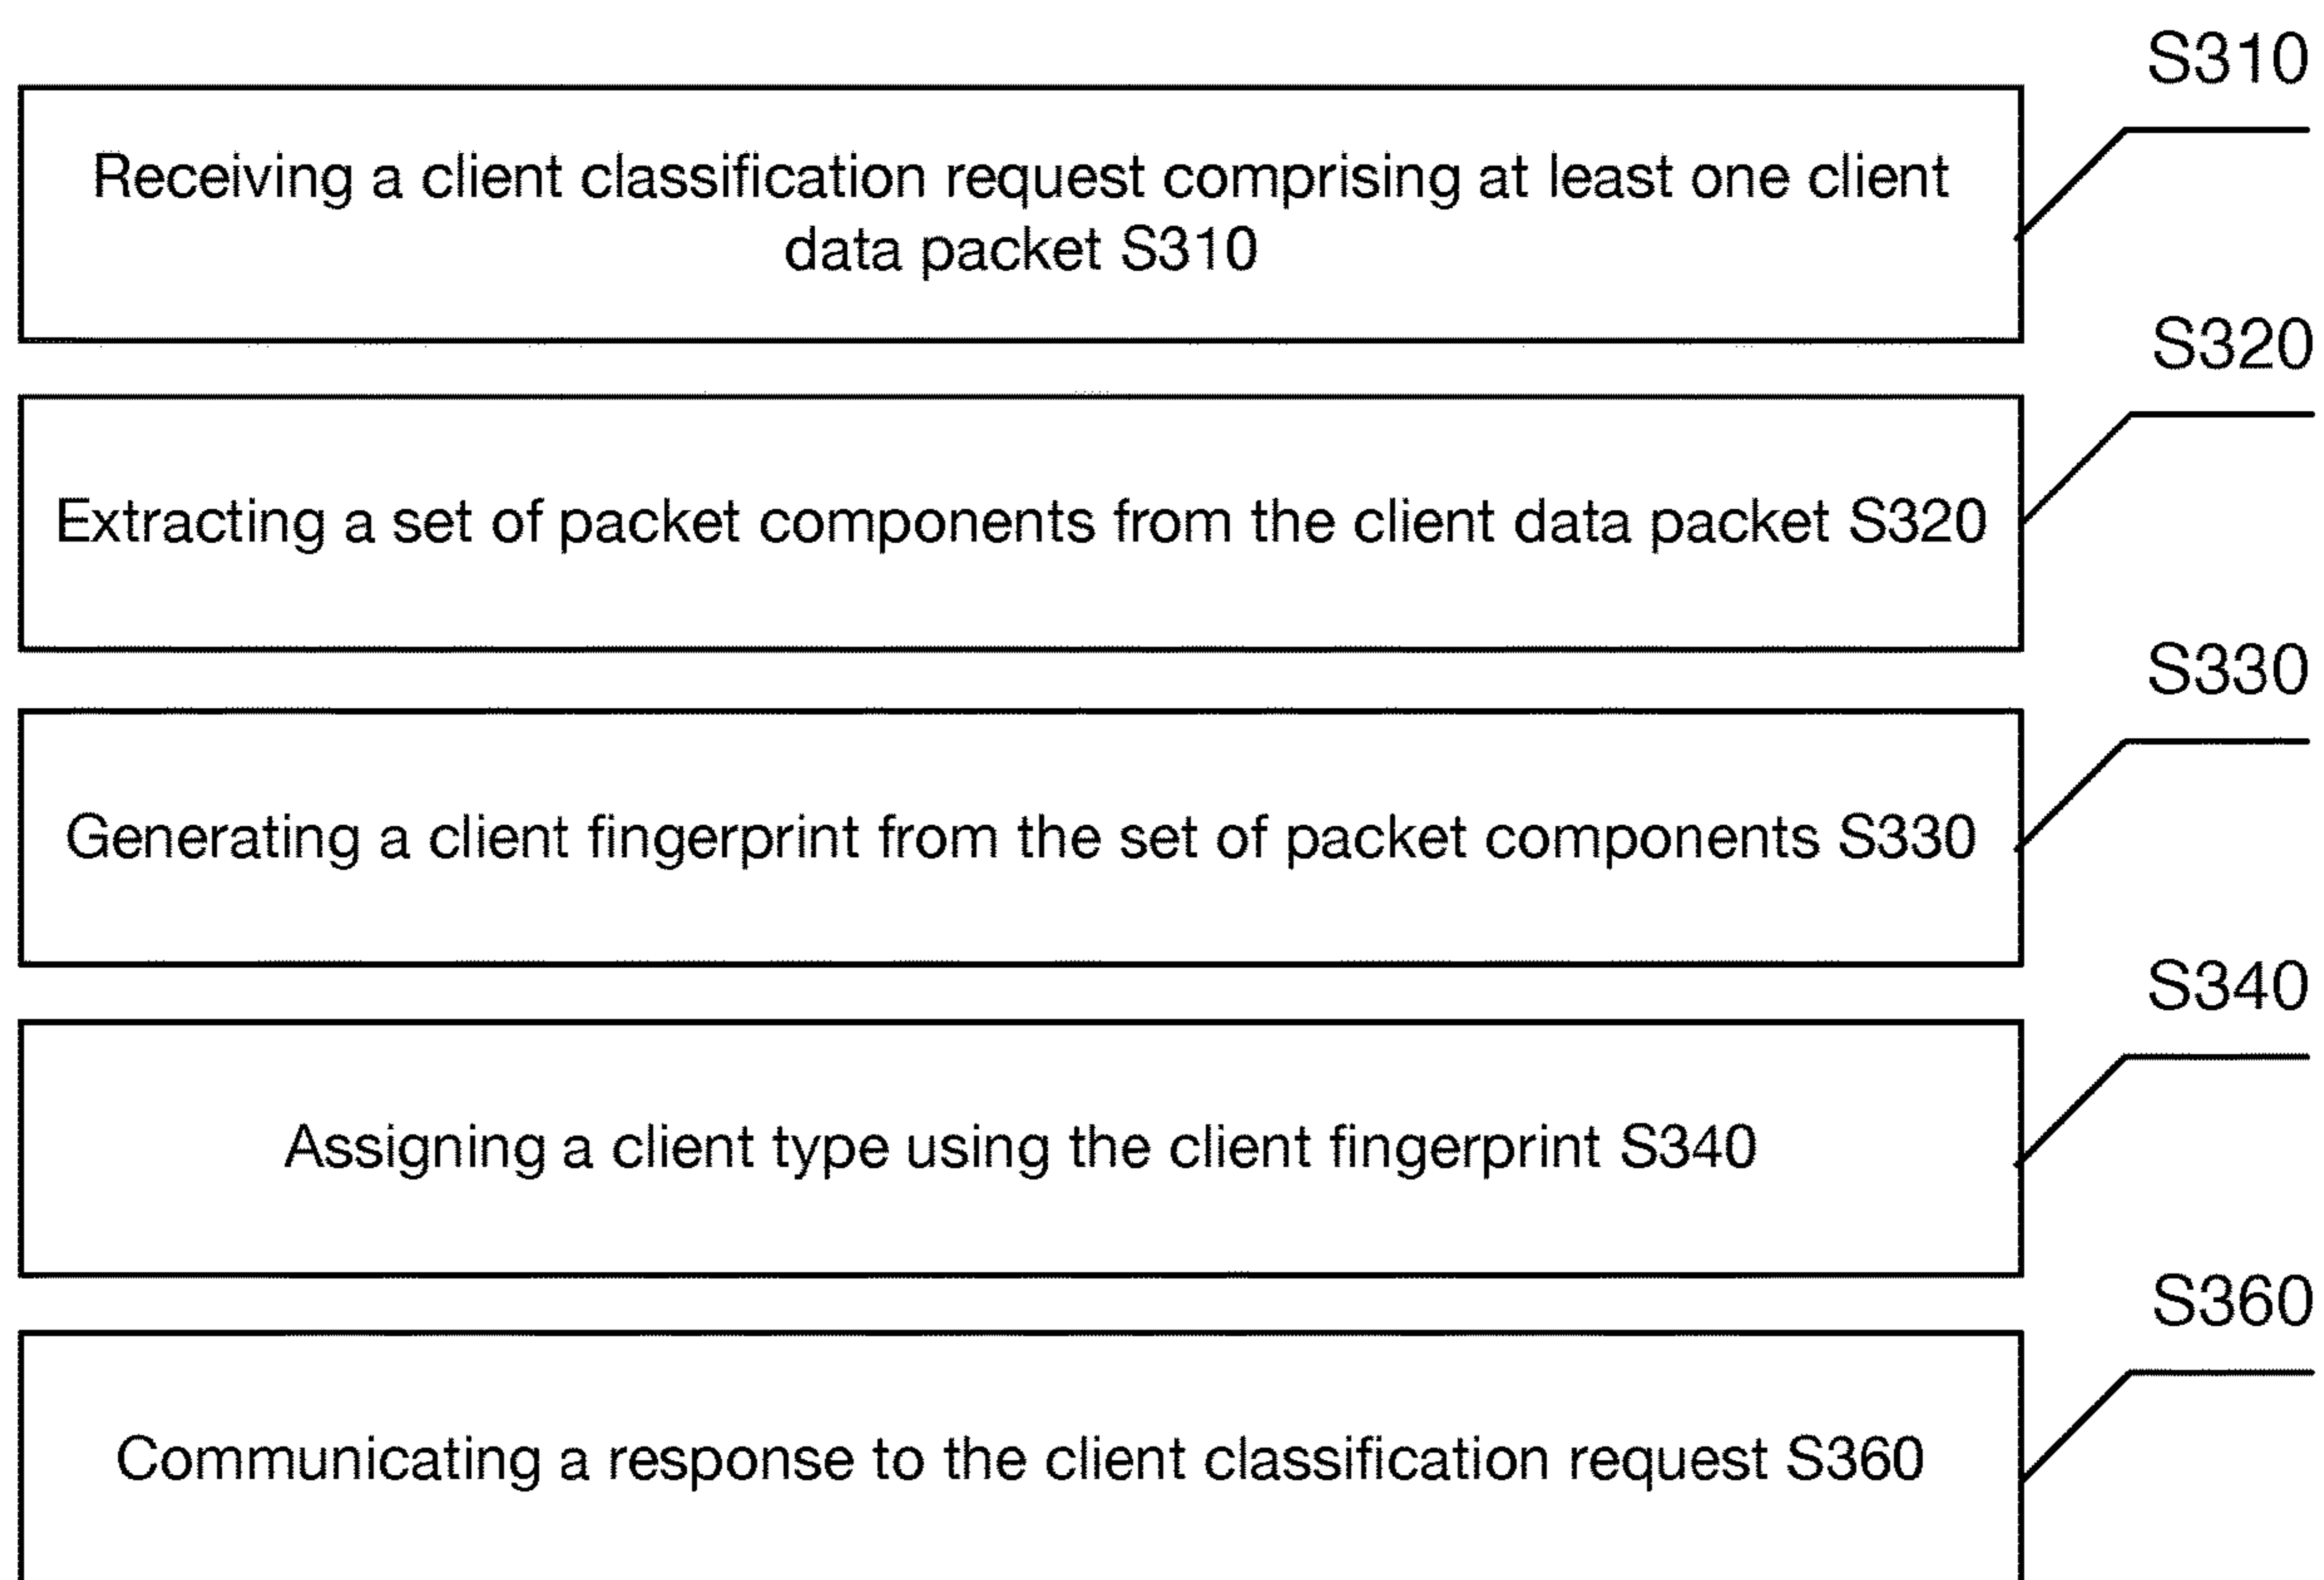 S310
Receiving a client classification request comprising at least one client
data packet S310
S320
Extracting a set of packet components from the client data packet S320
S330
Generating a client fingerprint from the set of packet components S330
S340
Assigning a client type using the client fingerprint S340
S360
Communicating a response to the client classification request S360